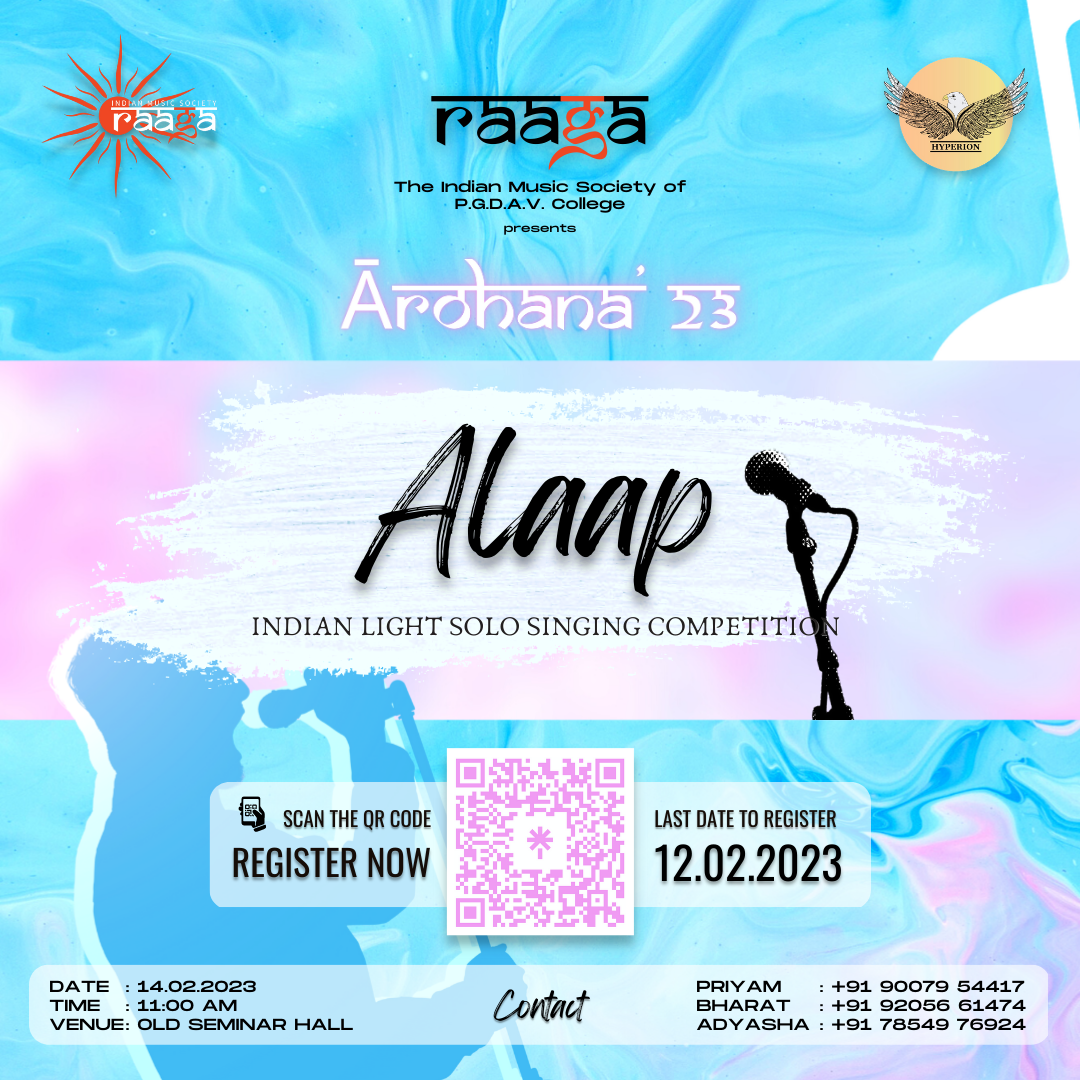 INDIAN MUSIC SOCIETY
raaga
raaga
HYPERION
The Indian Music Society of
P.G.D.A.V. College
presents
Ārohana' 23
Alaap
INDIAN LIGHT SOLO SINGING COMPETITION
SCAN THE QR CODE
REGISTER NOW
LAST DATE TO REGISTER
12.02.2023
DATE : 14.02.2023
TIME : 11:00 AM
VENUE: OLD SEMINAR HALL
Contact
PRIYAM : +91 90079 54417
BHARAT : +91 92056 61474
ADYASHA : +91 78549 76924